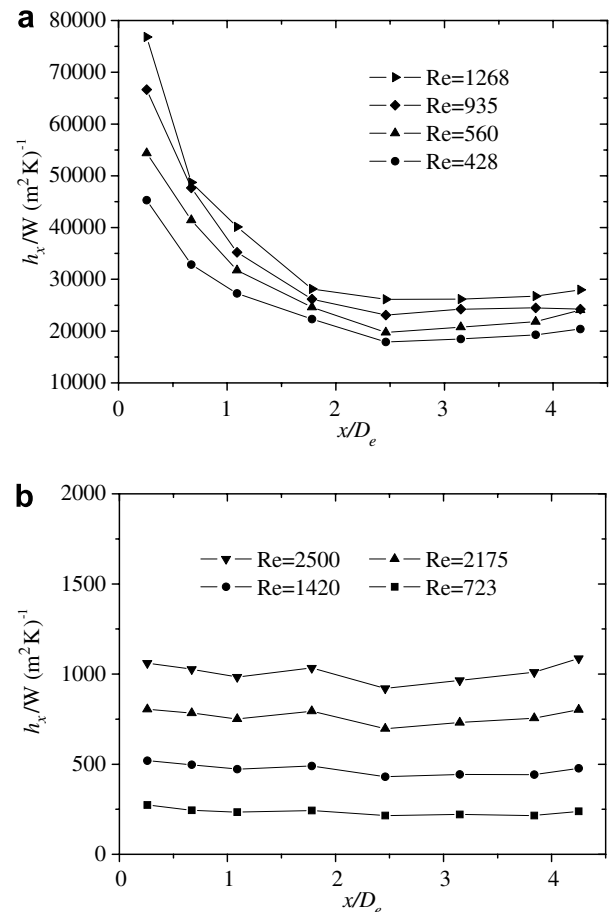 a
80000
70000
60000
50000
40000
30000
20000
10000
h_x/W (m²K)⁻¹
Re=1268
Re=935
Re=560
Re=428
0 1 2 3 4
x/D_e
b
2000
1500
1000
500
0
h_x/W (m²K)⁻¹
Re=2500 Re=2175
Re=1420 Re=723
0 1 2 3 4
x/D_e